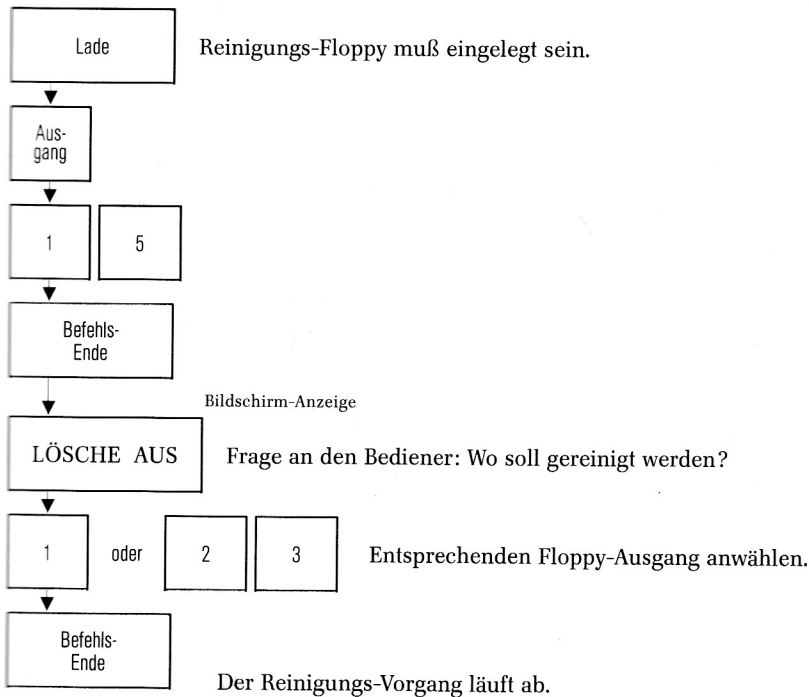 Lade
Reinigungs-Floppy muß eingelegt sein.
Aus-
gang
1 5
Befehls-
Ende
Bildschirm-Anzeige
LÖSCHE AUS
Frage an den Bediener: Wo soll gereinigt werden?
1 oder 2 3
Entsprechenden Floppy-Ausgang anwählen.
Befehls-
Ende
Der Reinigungs-Vorgang läuft ab.